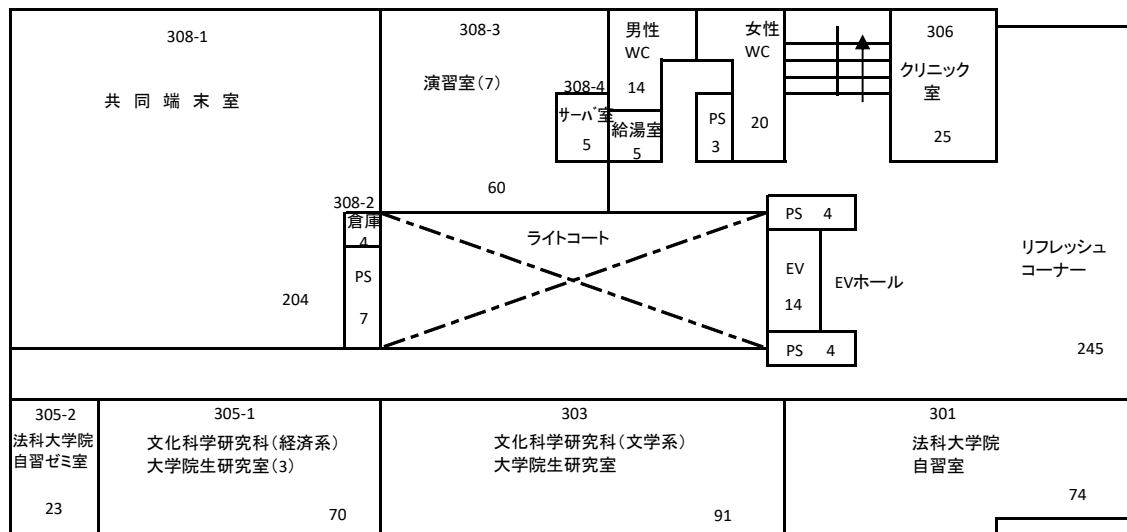 308-1
共同端末室
204
308-2
倉庫
4
PS
7
308-3
演習室(7)
60
308-4
サーバ室
5
男性
WC
14
給湯室
5
PS
3
女性
WC
20
306
クリニック
室
25
ライトコート
PS 4
EV
14
EVホール
PS 4
リフレッシュ
コーナー
245
305-2
法科大学院
自習ゼミ室
23
305-1
文化科学研究科(経済系)
大学院生研究室(3)
70
303
文化科学研究科(文学系)
大学院生研究室
91
301
法科大学院
自習室
74